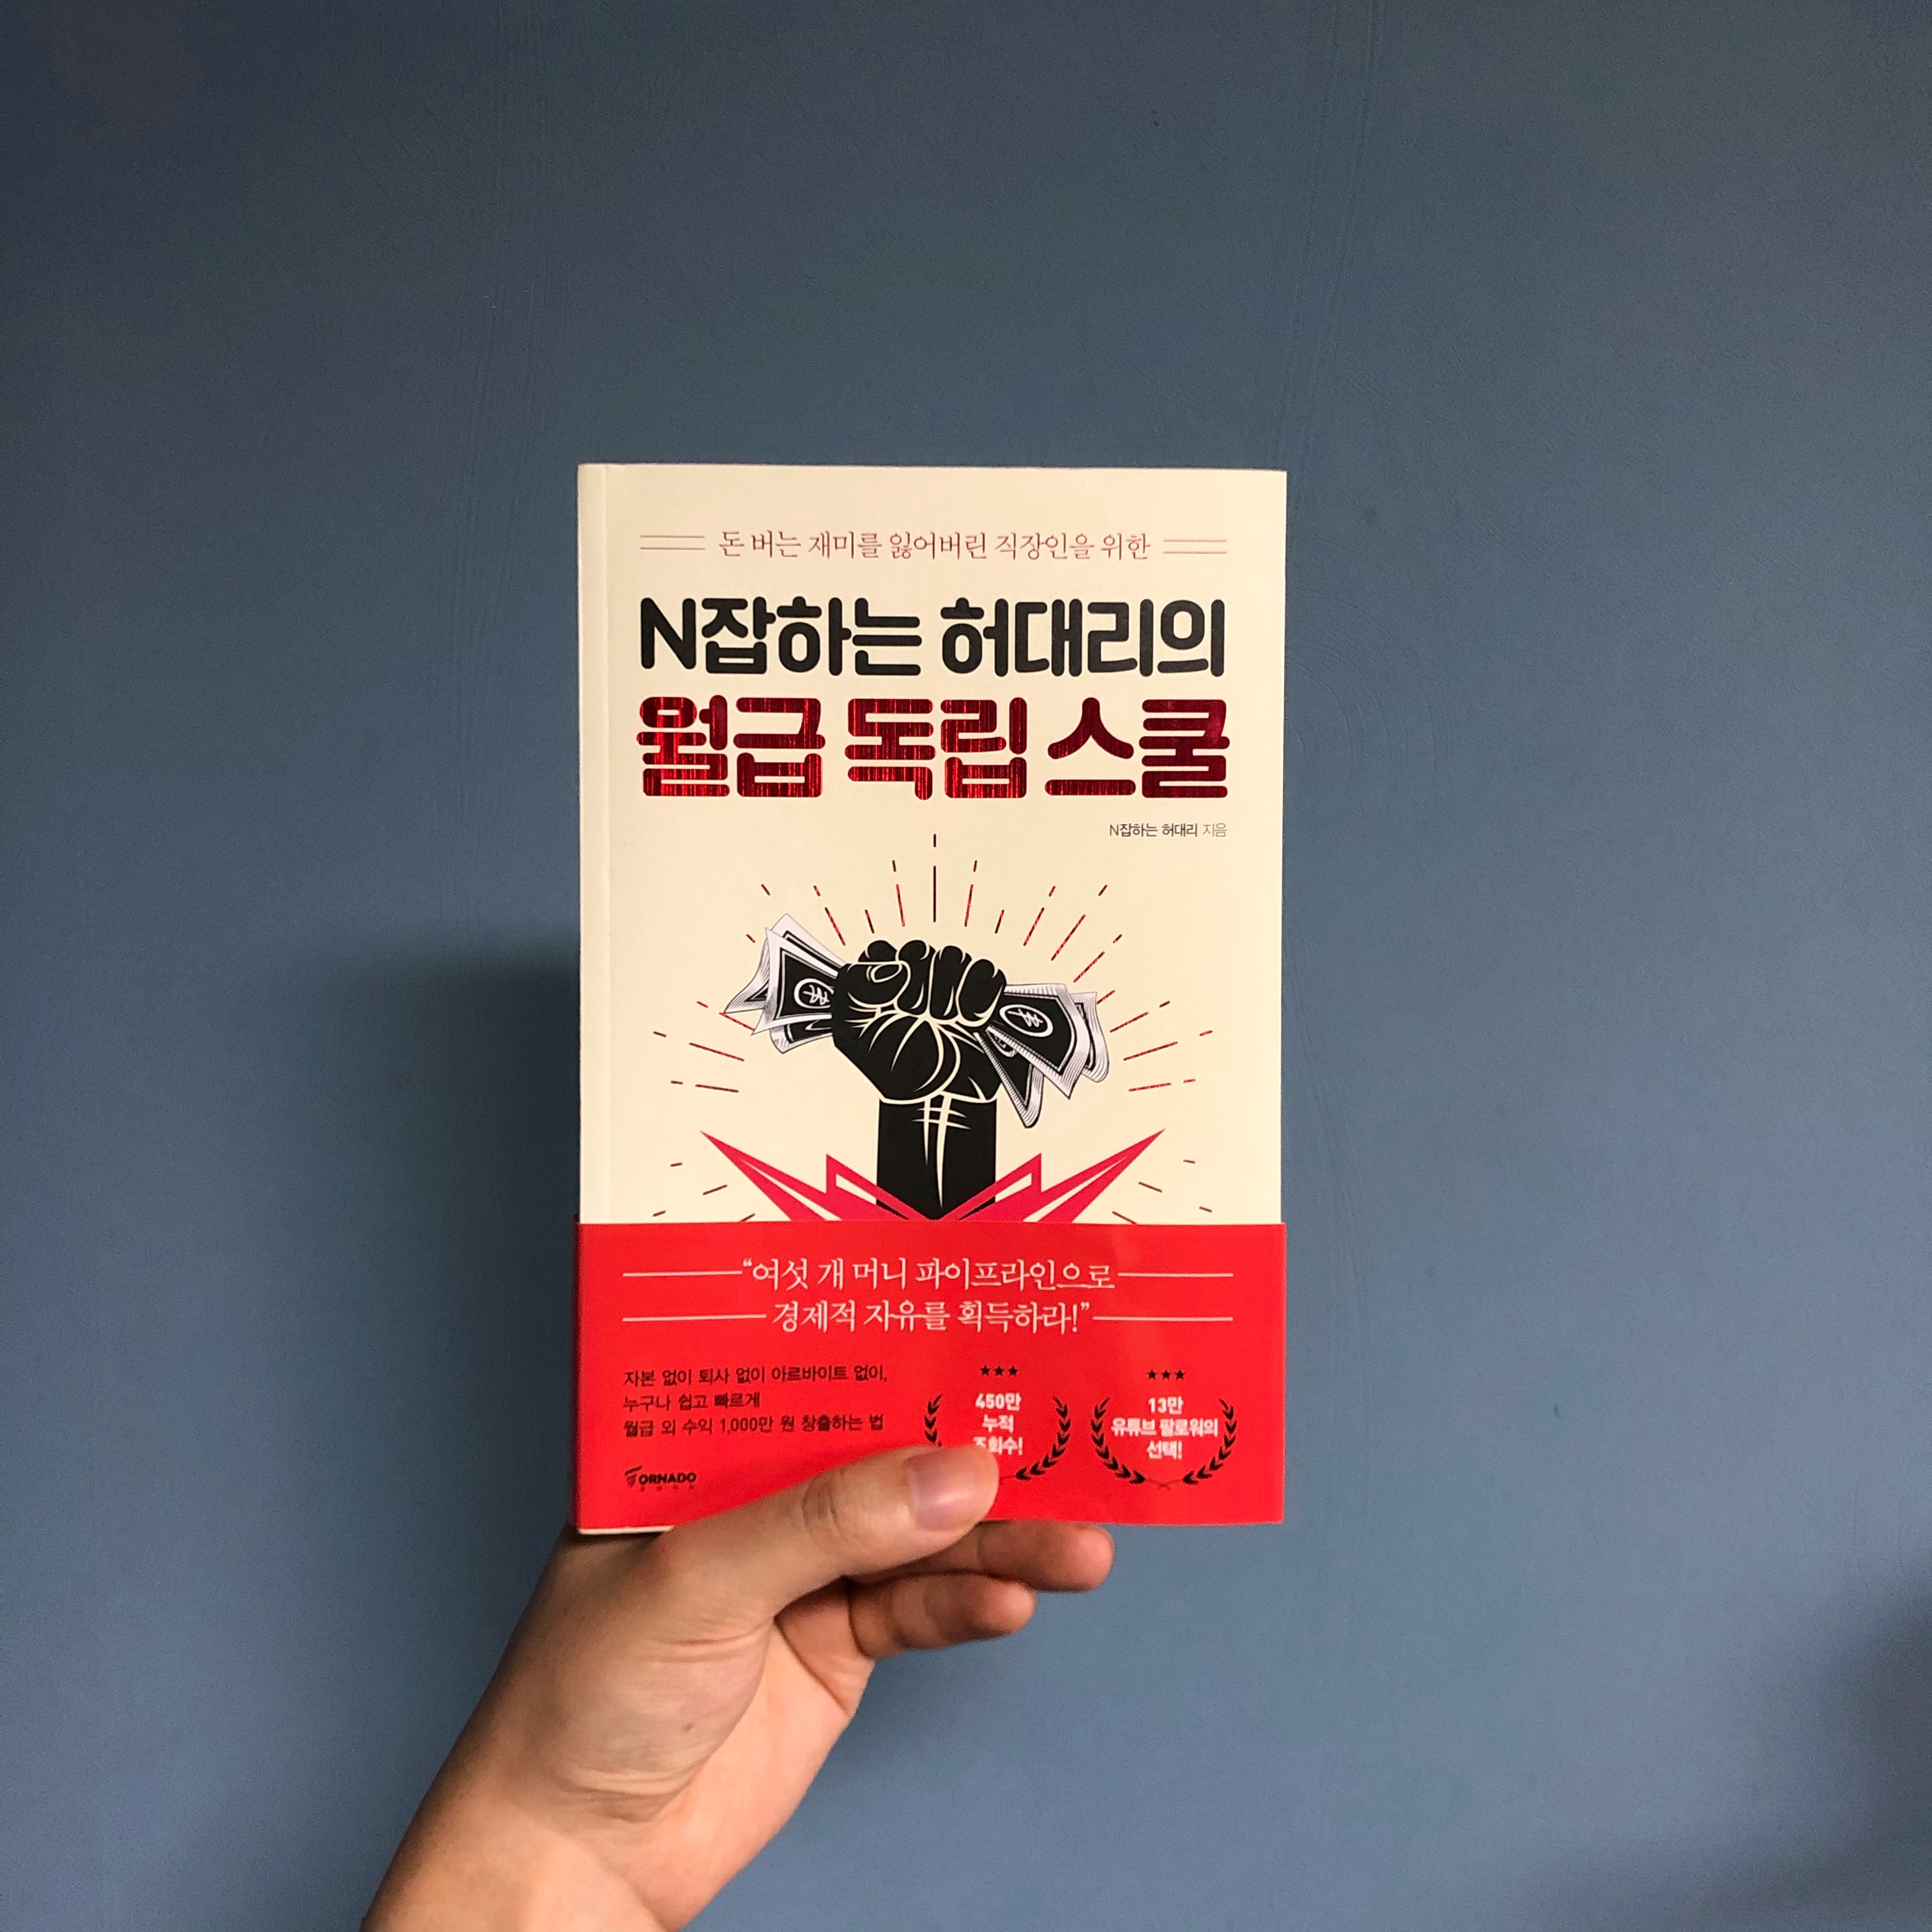 돈 버는 재미를 잃어버린 직장인을 위한
N잡하는 허대리의
월급 독립 스쿨
N잡하는 허대리 지음
“여섯 개 머니 파이프라인으로
경제적 자유를 획득하라!”
자본 없이 퇴사 없이 아르바이트 없이,
누구나 쉽고 빠르게
월급 외 수익 1,000만 원 창출하는 법
★★★
450만
누적
조회수!
★★★
13만
유튜브 팔로워의
선택!
TORNADO